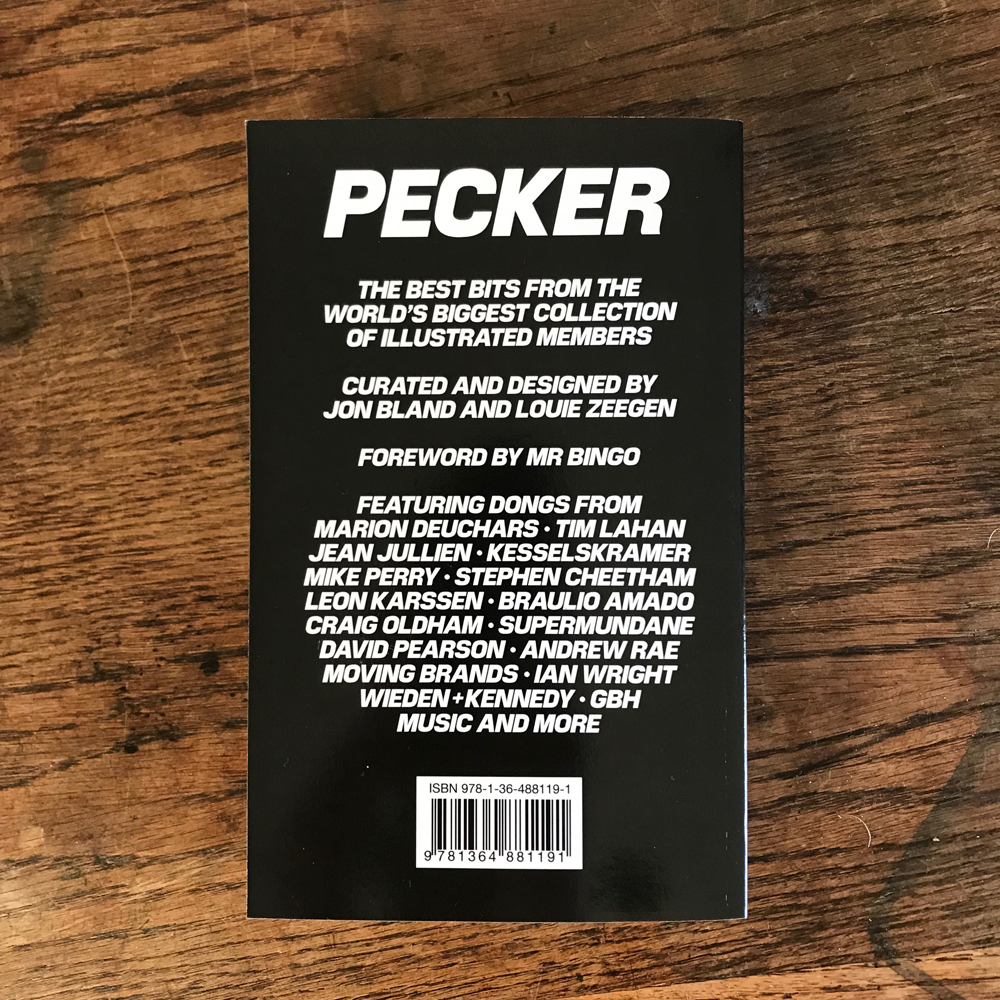 PECKER
THE BEST BITS FROM THE
WORLD'S BIGGEST COLLECTION
OF ILLUSTRATED MEMBERS
CURATED AND DESIGNED BY
JON BLAND AND LOUIE ZEEGEN
FOREWORD BY MR BINGO
FEATURING DONGS FROM
MARION DEUCHARS · TIM LAHAN
JEAN JULLIEN · KESSELSKRAMER
MIKE PERRY · STEPHEN CHEETHAM
LEON KARSSEN · BRAULIO AMADO
CRAIG OLDHAM · SUPERMUNDANE
DAVID PEARSON · ANDREW RAE
MOVING BRANDS · IAN WRIGHT
WIEDEN+KENNEDY · GBH
MUSIC AND MORE
ISBN 978-1-36-488119-1
9 781364 881191